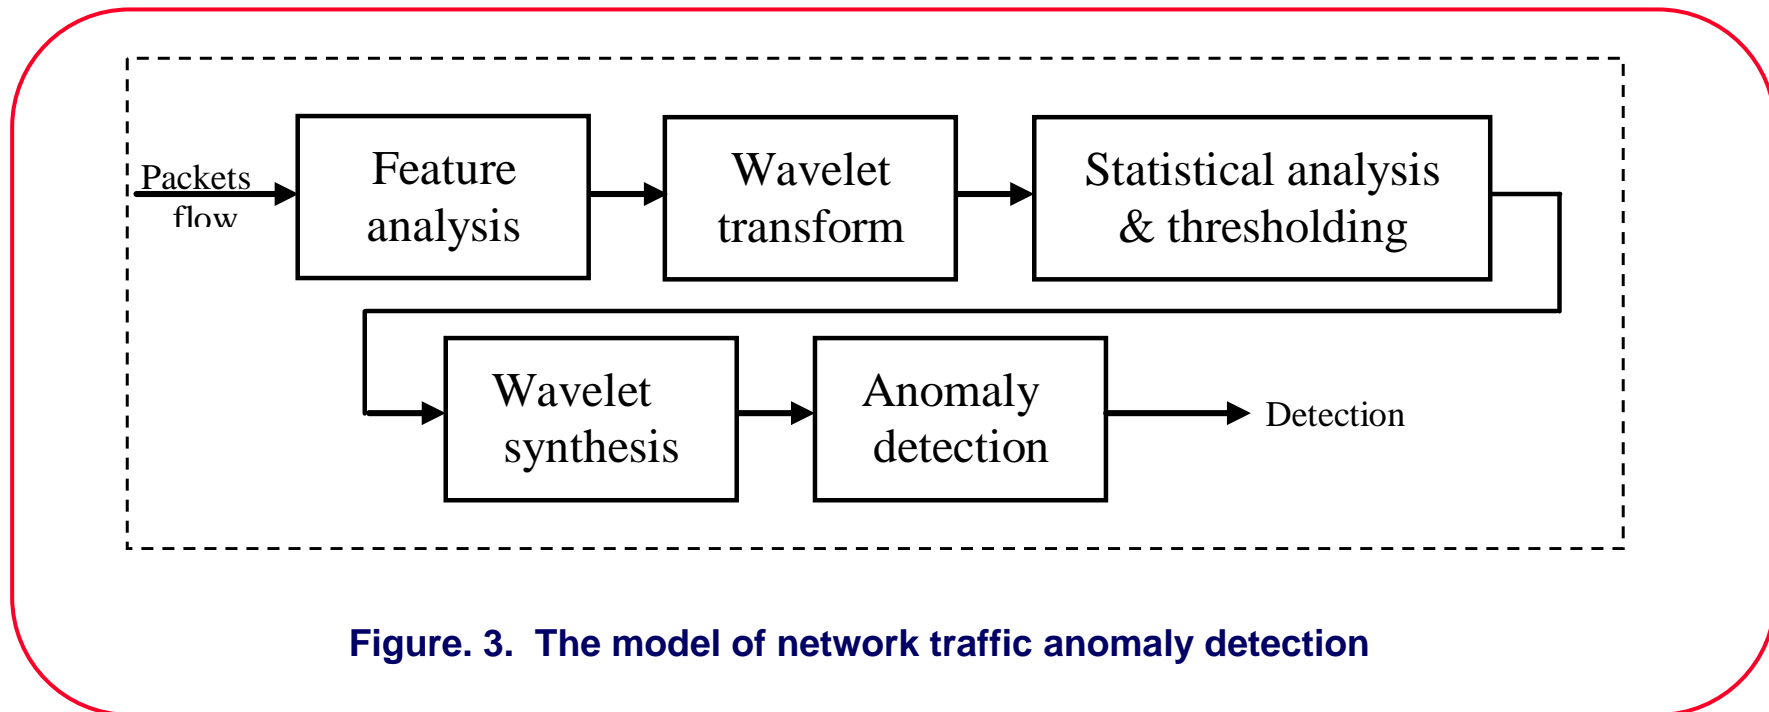 Packets
flow
Feature
analysis
Wavelet
transform
Statistical analysis
& thresholding
Wavelet
synthesis
Anomaly
detection
Detection
Figure. 3. The model of network traffic anomaly detection